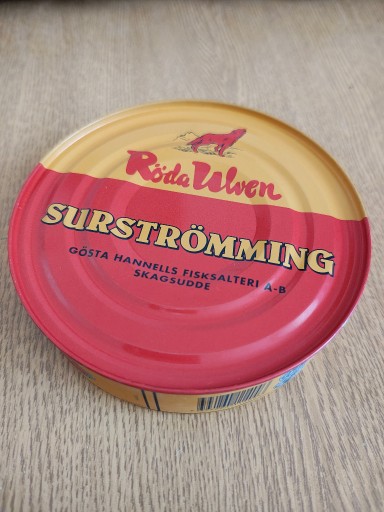 Röda Ulven
SURSTRÖMMING
GÖSTA HANNELLS FISKSALTERI A-B
SKAGSUDDE